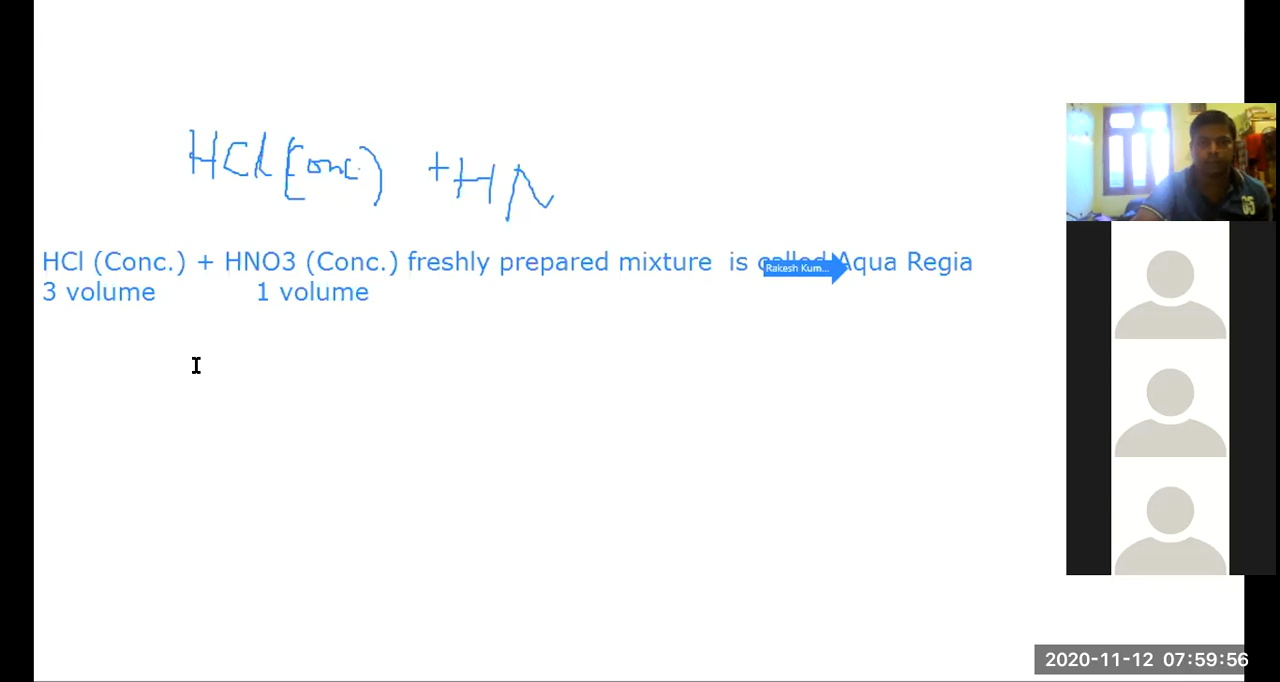 HCl (Conc.) + HN
HCl (Conc.) + HNO3 (Conc.) freshly prepared mixture is called Aqua Regia
Rakesh Kum...
3 volume 1 volume
05
2020-11-12 07:59:56